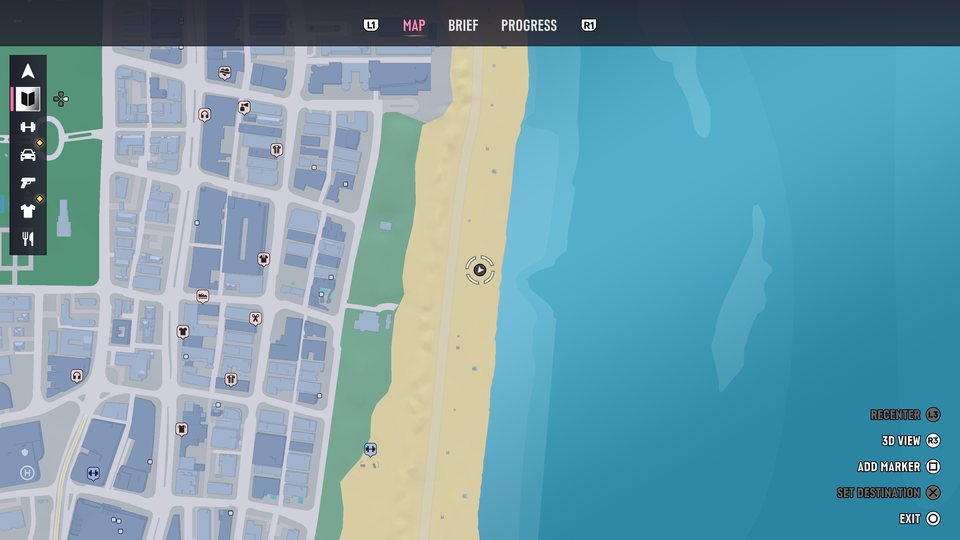 L1 MAP BRIEF PROGRESS R1
RECENTER L3
3D VIEW R3
ADD MARKER
SET DESTINATION
EXIT
H